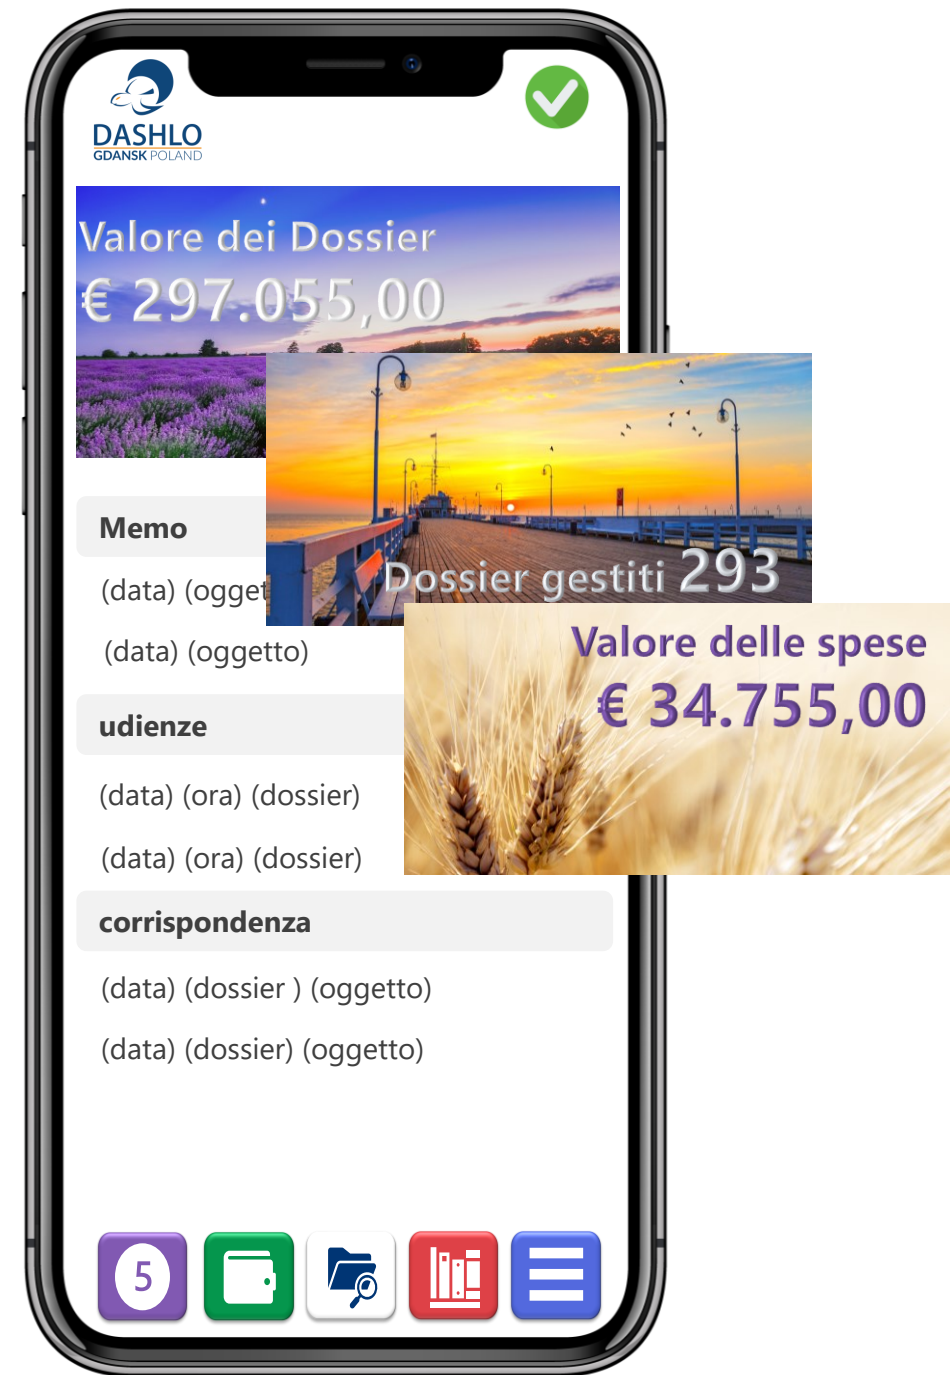 DASHLO
GDANSK POLAND
Valore dei Dossier
€ 297.055,00
Dossier gestiti 293
Valore delle spese
€ 34.755,00
Memo
(data) (ogget
(data) (oggetto)
udienze
(data) (ora) (dossier)
(data) (ora) (dossier)
corrispondenza
(data) (dossier ) (oggetto)
(data) (dossier) (oggetto)
5